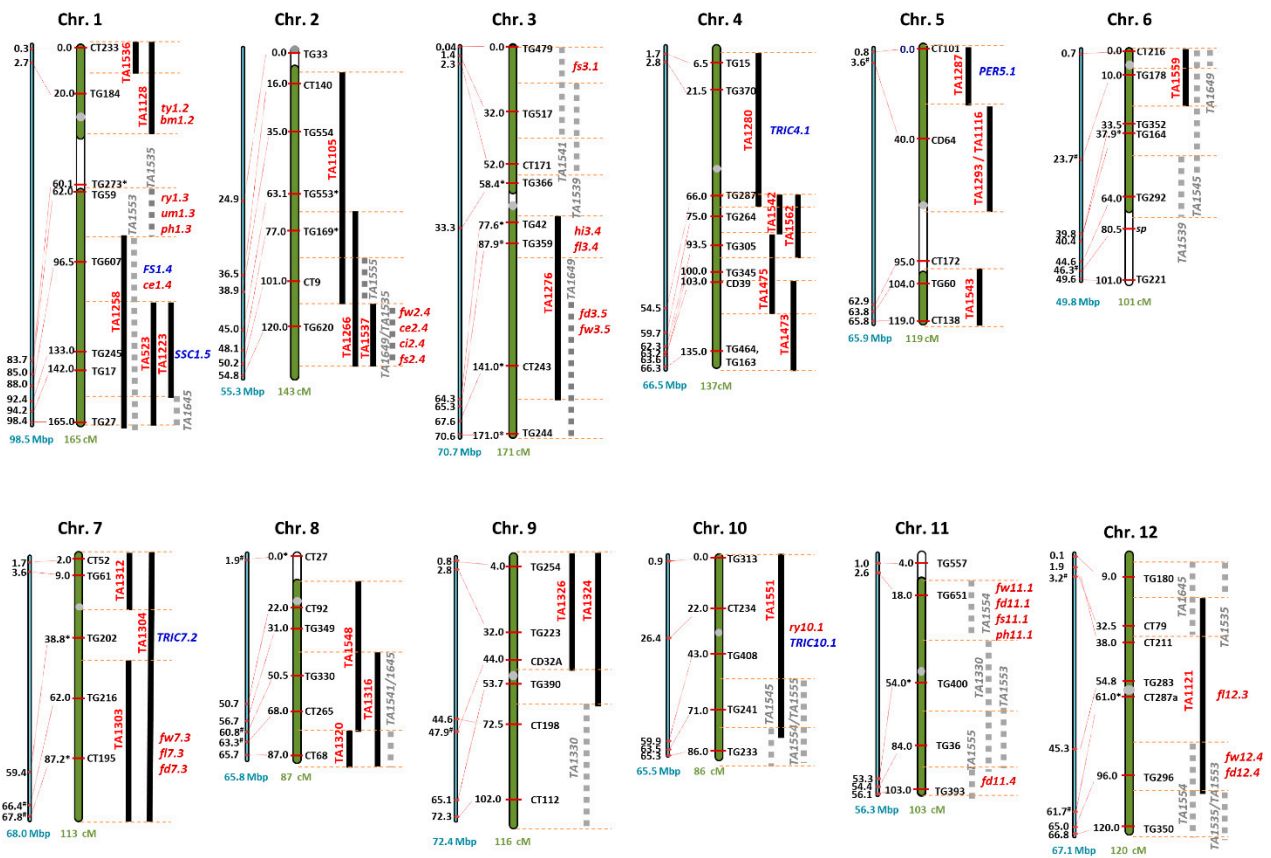 Chr. 1
0.3
2.7
83.7
85.0
88.0
92.4
94.2
98.4
98.5 Mbp
0.0
20.0
60.1
62.0
96.5
133.0
142.0
165.0
165 cM
CT233
TG184
TG273*
TG59
TG607
TG245
TG17
TG27
TA1536
TA1128
TA1535
TA1553
TA1258
TA523
TA1223
TA1645
ty1.2
bm1.2
ry1.3
um1.3
ph1.3
FS1.4
ce1.4
SSC1.5
Chr. 2
24.9
36.5
38.9
45.0
48.1
50.2
54.8
55.3 Mbp
0.0
16.0
35.0
63.1
77.0
101.0
120.0
143 cM
TG33
CT140
TG554
TG553*
TG169*
CT9
TG620
TA1105
TA1266
TA1537
TA1555
TA1649/TA1535
fw2.4
ce2.4
ci2.4
fs2.4
Chr. 3
0.04
1.4
2.3
33.3
64.3
65.3
67.6
70.6
70.7 Mbp
0.0
32.0
52.0
58.4*
77.6*
87.9*
141.0*
171.0*
171 cM
TG479
TG517
CT171
TG366
TG42
TG359
CT243
TG244
TA1541
TA1539
TA1276
TA1649
fs3.1
hi3.4
fl3.4
fd3.5
fw3.5
Chr. 4
1.7
2.8
54.5
59.7
62.3
63.2
63.6
66.3
66.5 Mbp
6.5
21.5
66.0
75.0
93.5
100.0
103.0
135.0
137cM
TG15
TG370
TG287
TG264
TG305
TG345
CD39
TG464,
TG163
TA1280
TA1542
TA1562
TA1475
TA1473
TRIC4.1
Chr. 5
0.8
3.6#
62.9
63.8
65.8
65.9 Mbp
0.0
40.0
95.0
104.0
119.0
119 cM
CT101
CD64
CT172
TG60
CT138
TA1287
TA1293 / TA1116
TA1543
PER5.1
Chr. 6
0.7
23.7#
39.8
40.4
44.6
46.3#
49.6
49.8 Mbp
0.0
10.0
33.5
37.9*
64.0
80.5
101.0
101 cM
CT216
TG178
TG352
TG164
TG292
sp
TG221
TA1559
TA1649
TA1539
TA1545
Chr. 7
1.7
3.6
59.4
66.4#
67.8#
68.0 Mbp
2.0
9.0
38.8*
62.0
87.2*
113 cM
CT52
TG61
TG202
TG216
CT195
TA1312
TA1304
TA1303
TRIC7.2
fw7.3
fl7.3
fd7.3
Chr. 8
1.9#
50.7
56.7
60.8#
63.3#
65.7
65.8 Mbp
0.0*
22.0
31.0
50.5
68.0
87.0
87 cM
CT27
CT92
TG349
TG330
CT265
CT68
TA1548
TA1316
TA1320
TA1541/1645
Chr. 9
0.8
2.8
44.6
47.9#
65.1
72.3
72.4 Mbp
4.0
32.0
44.0
53.7
72.5
102.0
116 cM
TG254
TG223
CD32A
TG390
CT198
CT112
TA1326
TA1324
TA1330
Chr. 10
0.9
26.4
59.9
65.3
65.5 Mbp
0.0
22.0
43.0
71.0
86.0
86 cM
TG313
CT234
TG408
TG241
TG233
TA1551
TA1545
TA1554/TA1555
ry10.1
TRIC10.1
Chr. 11
1.0
2.6
53.3
54.4
56.1
56.3 Mbp
4.0
18.0
54.0*
84.0
103.0
103 cM
TG557
TG651
TG400
TG36
TG393
TA1554
TA1330
TA1553
TA1555
fw11.1
fd11.1
fs11.1
ph11.1
fd11.4
Chr. 12
0.1
1.9
3.2#
45.3
61.7#
65.0
66.8
67.1 Mbp
9.0
32.5
38.0
54.8
61.0*
96.0
120.0
120 cM
TG180
CT79
CT211
TG283
CT287a
TG296
TG350
TA1645
TA1535
TA1121
TA1554
TA1535/TA1553
fl12.3
fw12.4
fd12.4